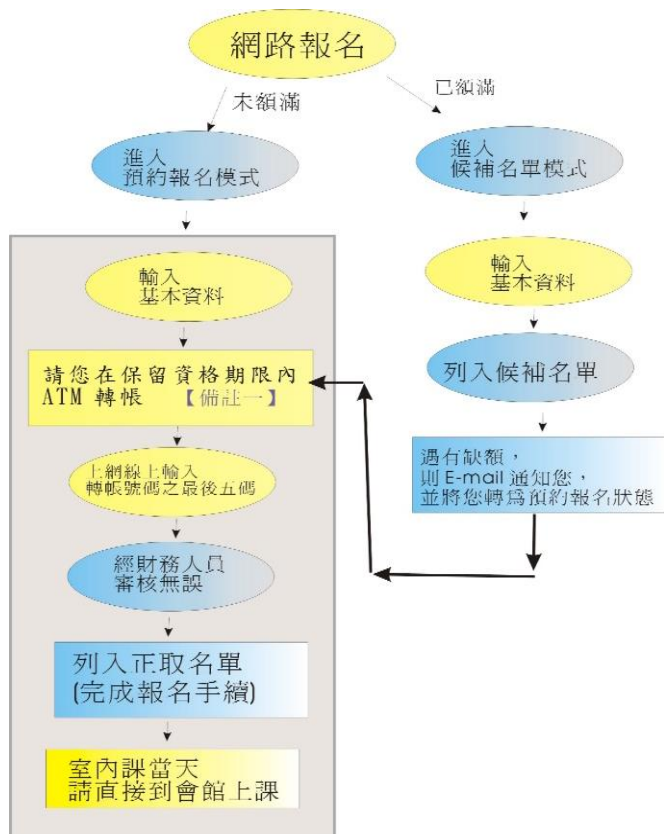 網路報名
未額滿
已額滿
進入
預約報名模式
進入
候補名單模式
輸入
基本資料
輸入
基本資料
請您在保留資格期限內
ATM 轉帳 【備註一】
列入候補名單
上網線上輸入
轉帳號碼之最後五碼
遇有缺額，
則 E-mail 通知您，
並將您轉為預約報名狀態
經財務人員
審核無誤
列入正取名單
(完成報名手續)
室內課當天
請直接到會館上課